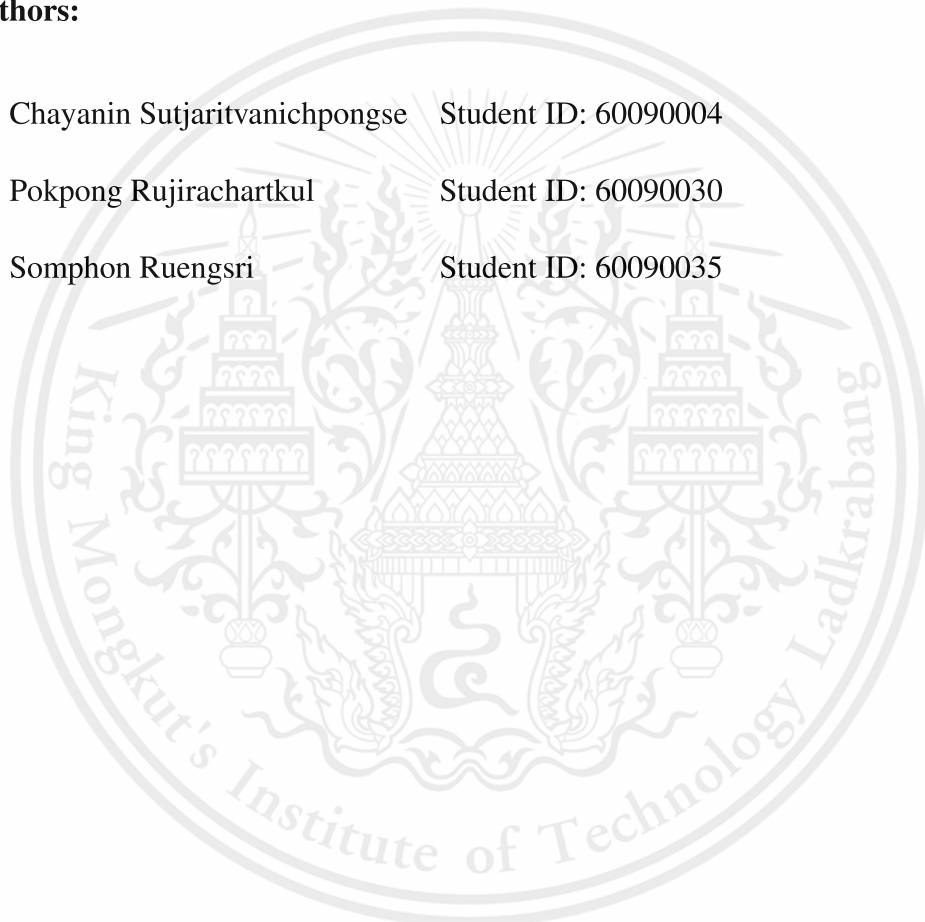 thors:
Chayanin Sutjaritvanichpongse Student ID: 60090004
Pokpong Rujirachartkul Student ID: 60090030
Somphon Ruengsri Student ID: 60090035
King Mongkut's Institute of Technology Ladkrabang